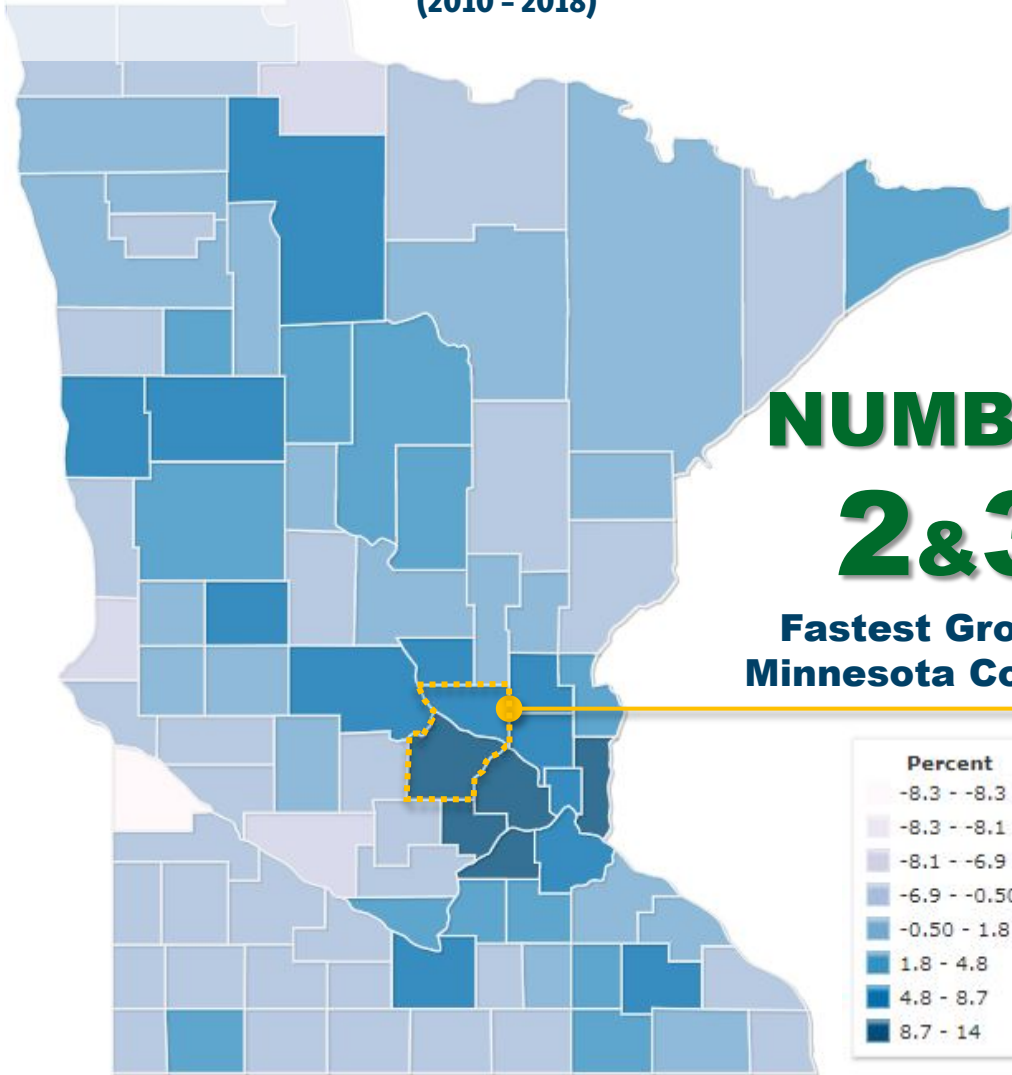 (2010 – 2018)
NUMB
2&3
Fastest Gro
Minnesota Co
Percent
-8.3 - -8.3
-8.3 - -8.1
-8.1 - -6.9
-6.9 - -0.50
-0.50 - 1.8
1.8 - 4.8
4.8 - 8.7
8.7 - 14